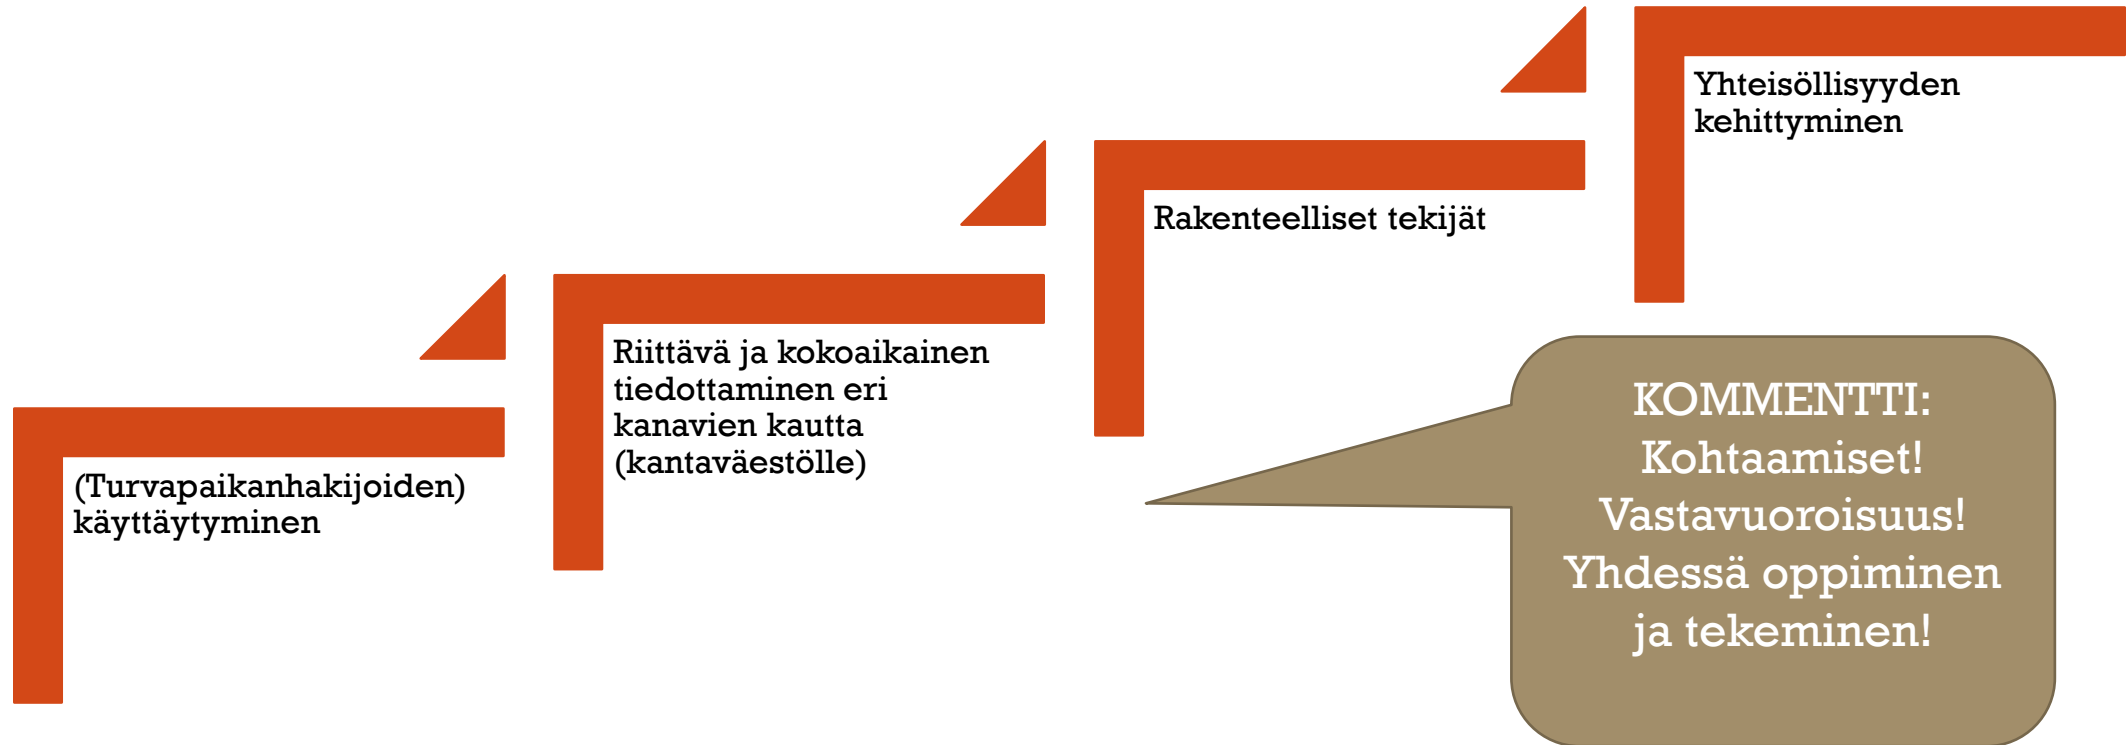 (Turvapaikanhakijoiden)
käyttäytyminen
Riittävä ja kokoaikainen
tiedottaminen eri
kanavien kautta
(kantaväestölle)
Rakenteelliset tekijät
Yhteisöllisyyden
kehittyminen
KOMMENTTI:
Kohtaamiset!
Vastavuoroisuus!
Yhdessä oppiminen
ja tekeminen!